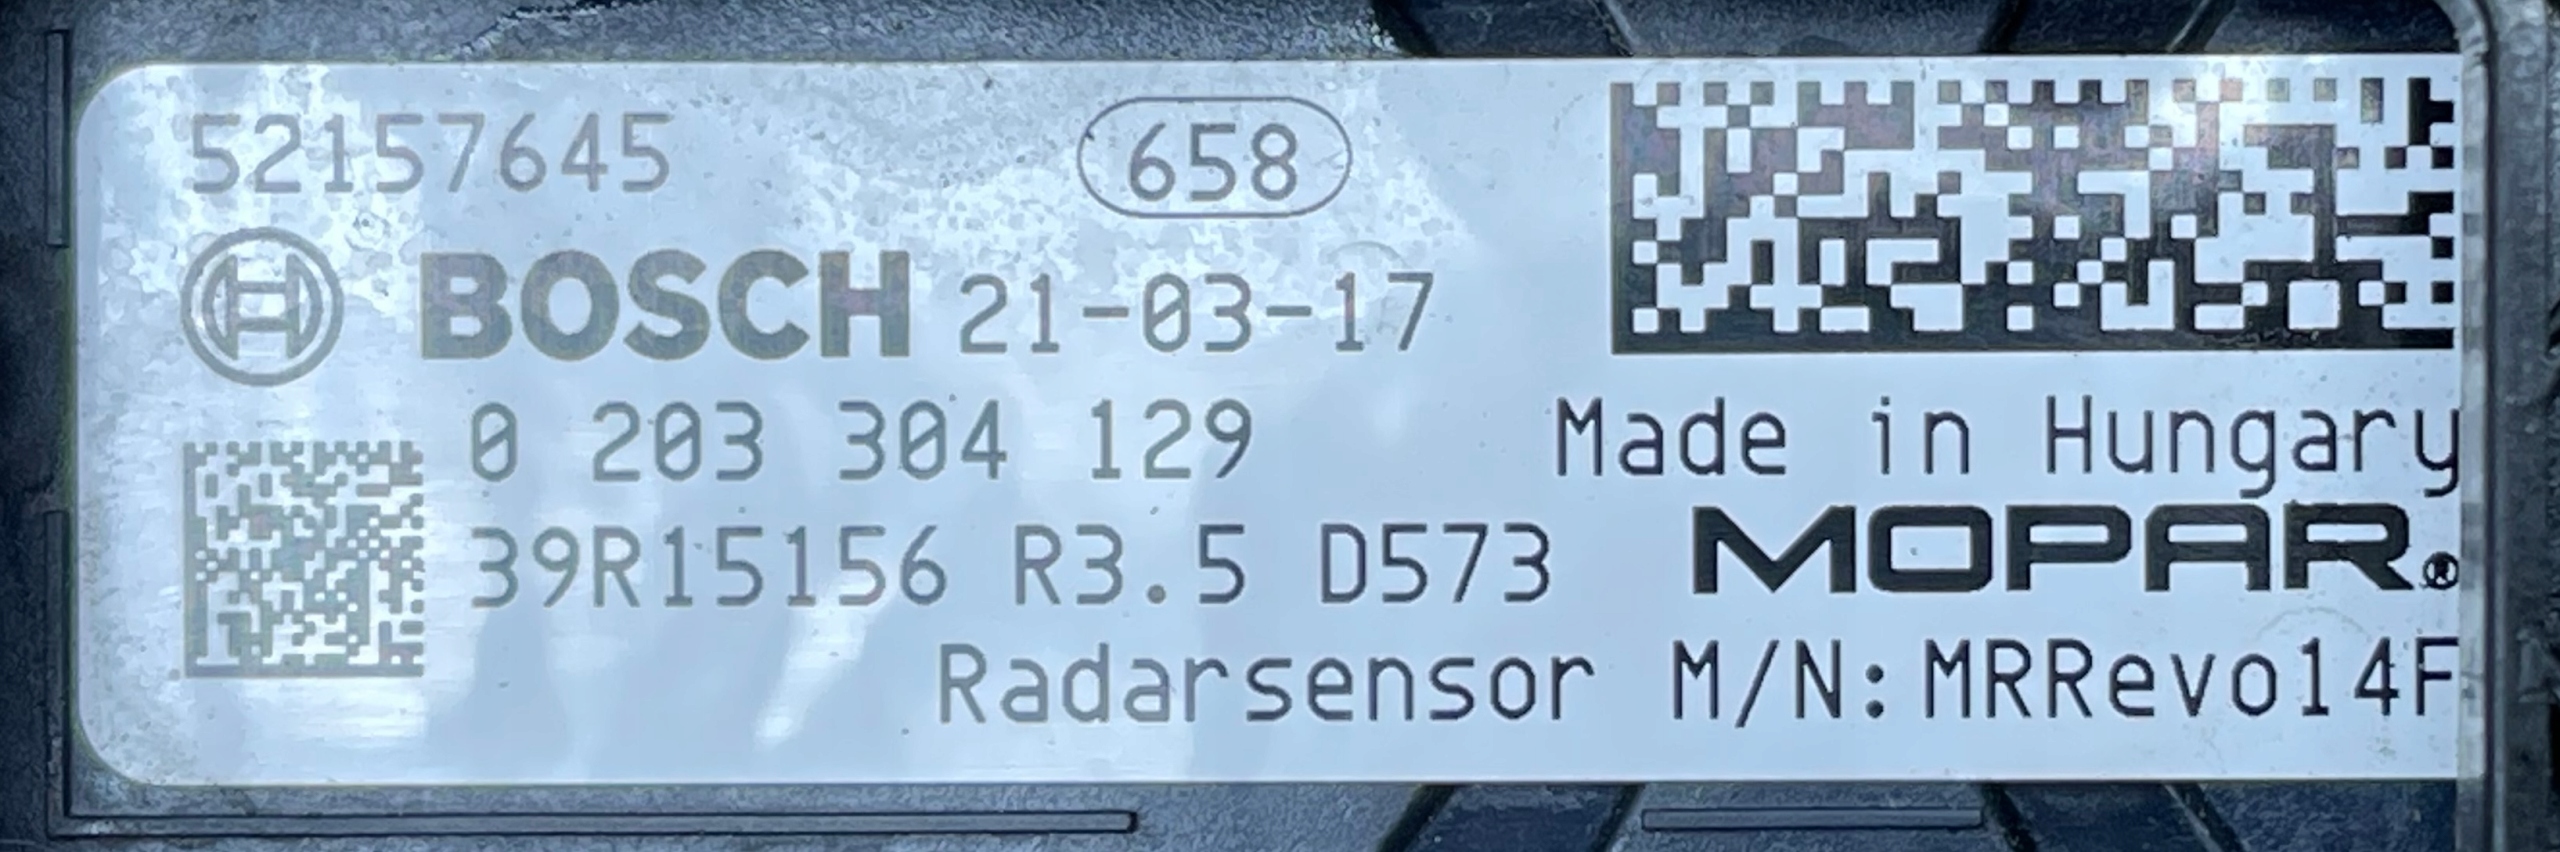 52157645 658
BOSCH 21-03-17
0 203 304 129
Made in Hungary
39R15156 R3.5 D573
MOPAR®
Radarsensor M/N:MRRevo14F